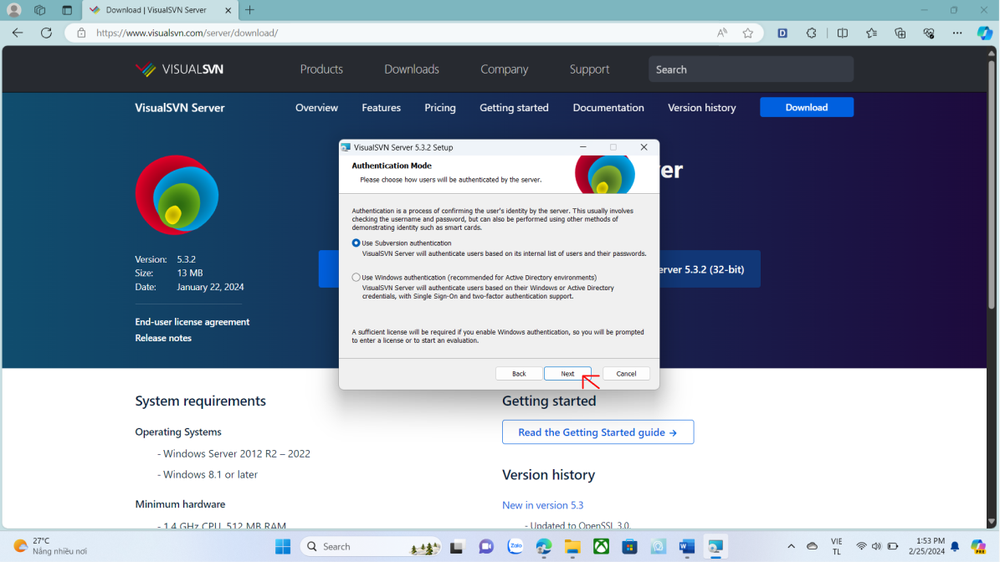 Download | VisualSVN Server
https://www.visualsvn.com/server/download/
VISUALSVN
Products
Downloads
Company
Support
Search
VisualSVN Server
Overview
Features
Pricing
Getting started
Documentation
Version history
Download
er
Version: 5.3.2
Size: 13 MB
Date: January 22, 2024
End-user license agreement
Release notes
erver 5.3.2 (32-bit)
VisualSVN Server 5.3.2 Setup
Authentication Mode
Please choose how users will be authenticated by the server.
Authentication is a process of confirming the user's identity by the server. This usually involves
checking the username and password, but can also be performed using other methods of
demonstrating identity such as smart cards.
Use Subversion authentication
VisualSVN Server will authenticate users based on its internal list of users and their passwords.
Use Windows authentication (recommended for Active Directory environments)
VisualSVN Server will authenticate users based on their Windows or Active Directory
credentials, with Single Sign-On and two-factor authentication support.
A sufficient license will be required if you enable Windows authentication, so you will be prompted
to enter a license or to start an evaluation.
Back
Next
Cancel
System requirements
Operating Systems
- Windows Server 2012 R2 – 2022
- Windows 8.1 or later
Minimum hardware
- 1.4 GHz CPU, 512 MB RAM
Getting started
Read the Getting Started guide →
Version history
New in version 5.3
- Updated to OpenSSL 3.0.
27°C
Nắng nhiều nơi
Search
Zalo
VIE
TL
1:53 PM
2/25/2024
PRE